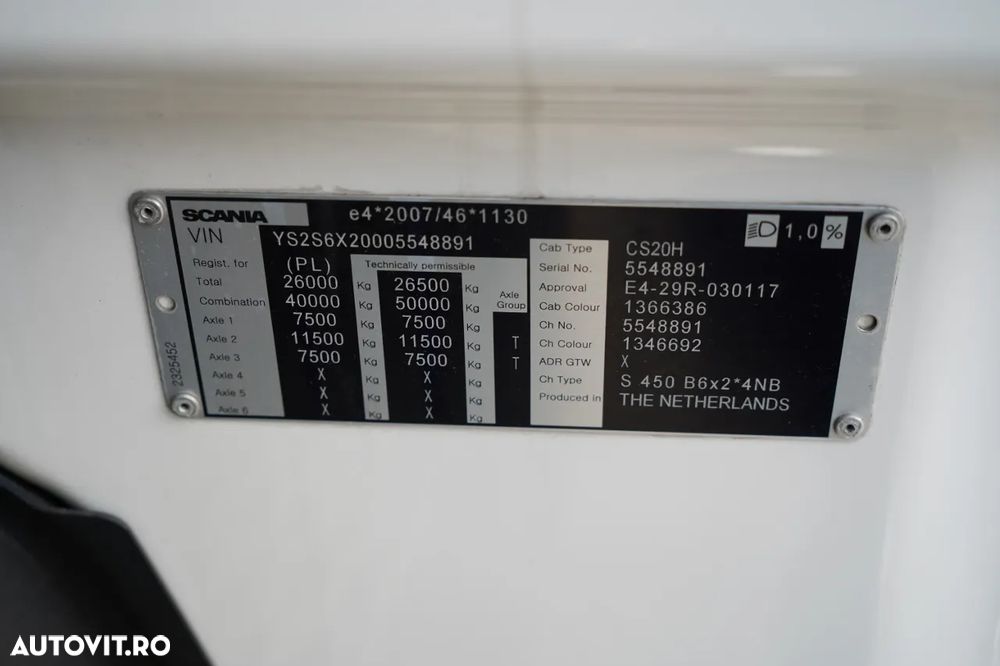 SCANIA e4*2007/46*1130 1,0 %
VIN YS2S6X20005548891
Regist. for (PL) Technically permissible
Total 26000 Kg 26500 Kg Axle Group
Combination 40000 Kg 50000 Kg
Axle 1 7500 Kg 7500 Kg
Axle 2 11500 Kg 11500 Kg T
Axle 3 7500 Kg 7500 Kg T
Axle 4 X Kg X Kg
Axle 5 X Kg X Kg
Axle 6 X Kg X Kg
2325452
Cab Type CS20H
Serial No. 5548891
Approval E4-29R-030117
Cab Colour 1366386
Ch No. 5548891
Ch Colour 1346692
ADR GTW X
Ch Type S 450 B6x2*4NB
Produced in THE NETHERLANDS
AUTOVIT.RO